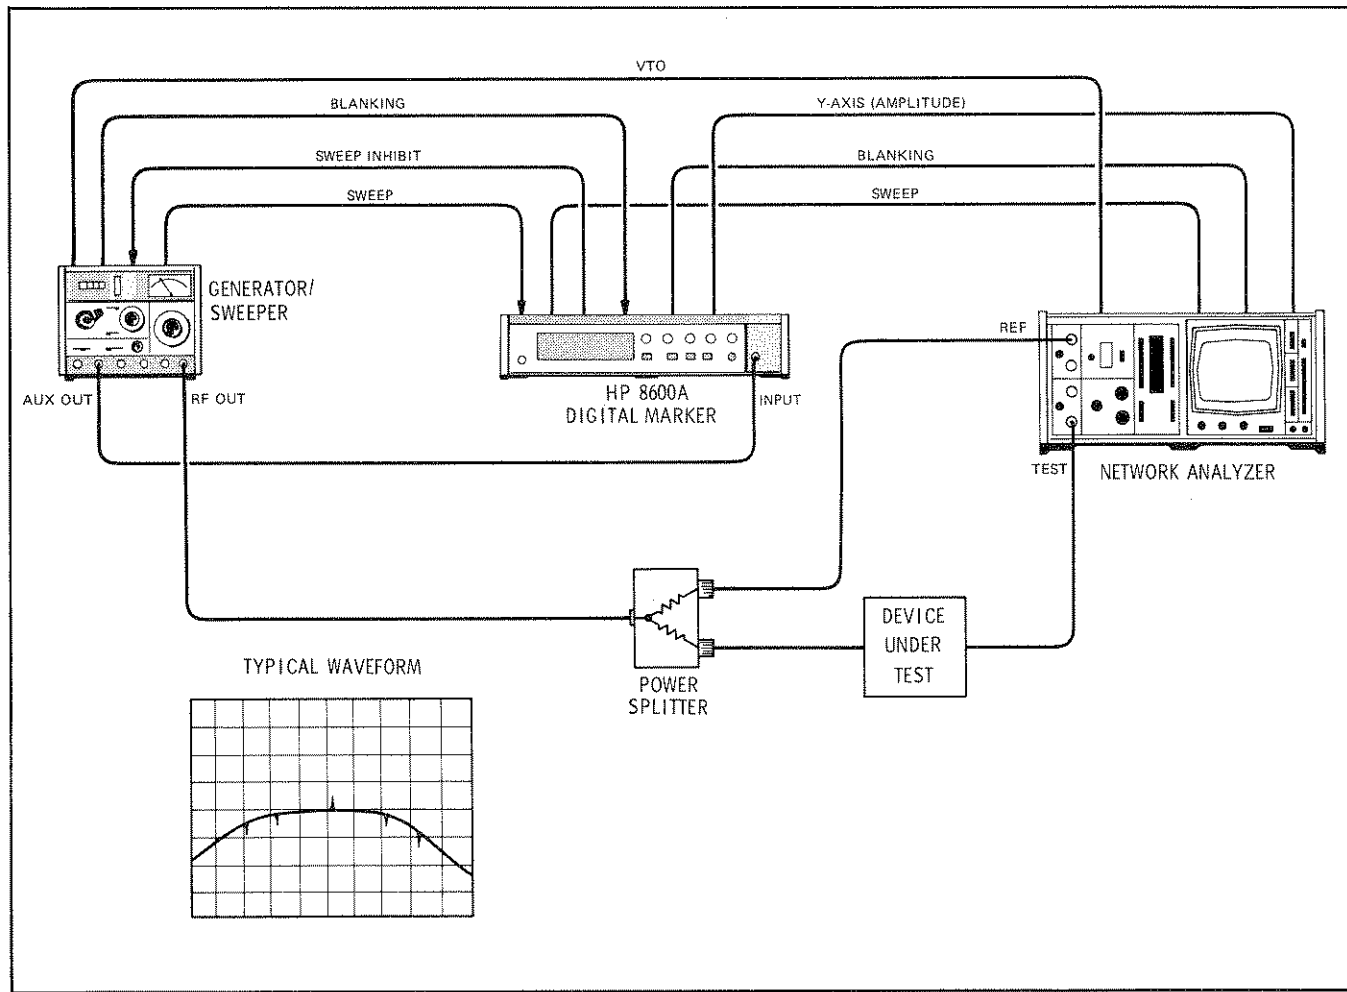 VTO
BLANKING
Y-AXIS (AMPLITUDE)
SWEEP INHIBIT
BLANKING
SWEEP
SWEEP
GENERATOR/
SWEEPER
REF
AUX OUT
RF OUT
HP 8600A
DIGITAL MARKER
INPUT
TEST
NETWORK ANALYZER
DEVICE
UNDER
TEST
TYPICAL WAVEFORM
POWER
SPLITTER